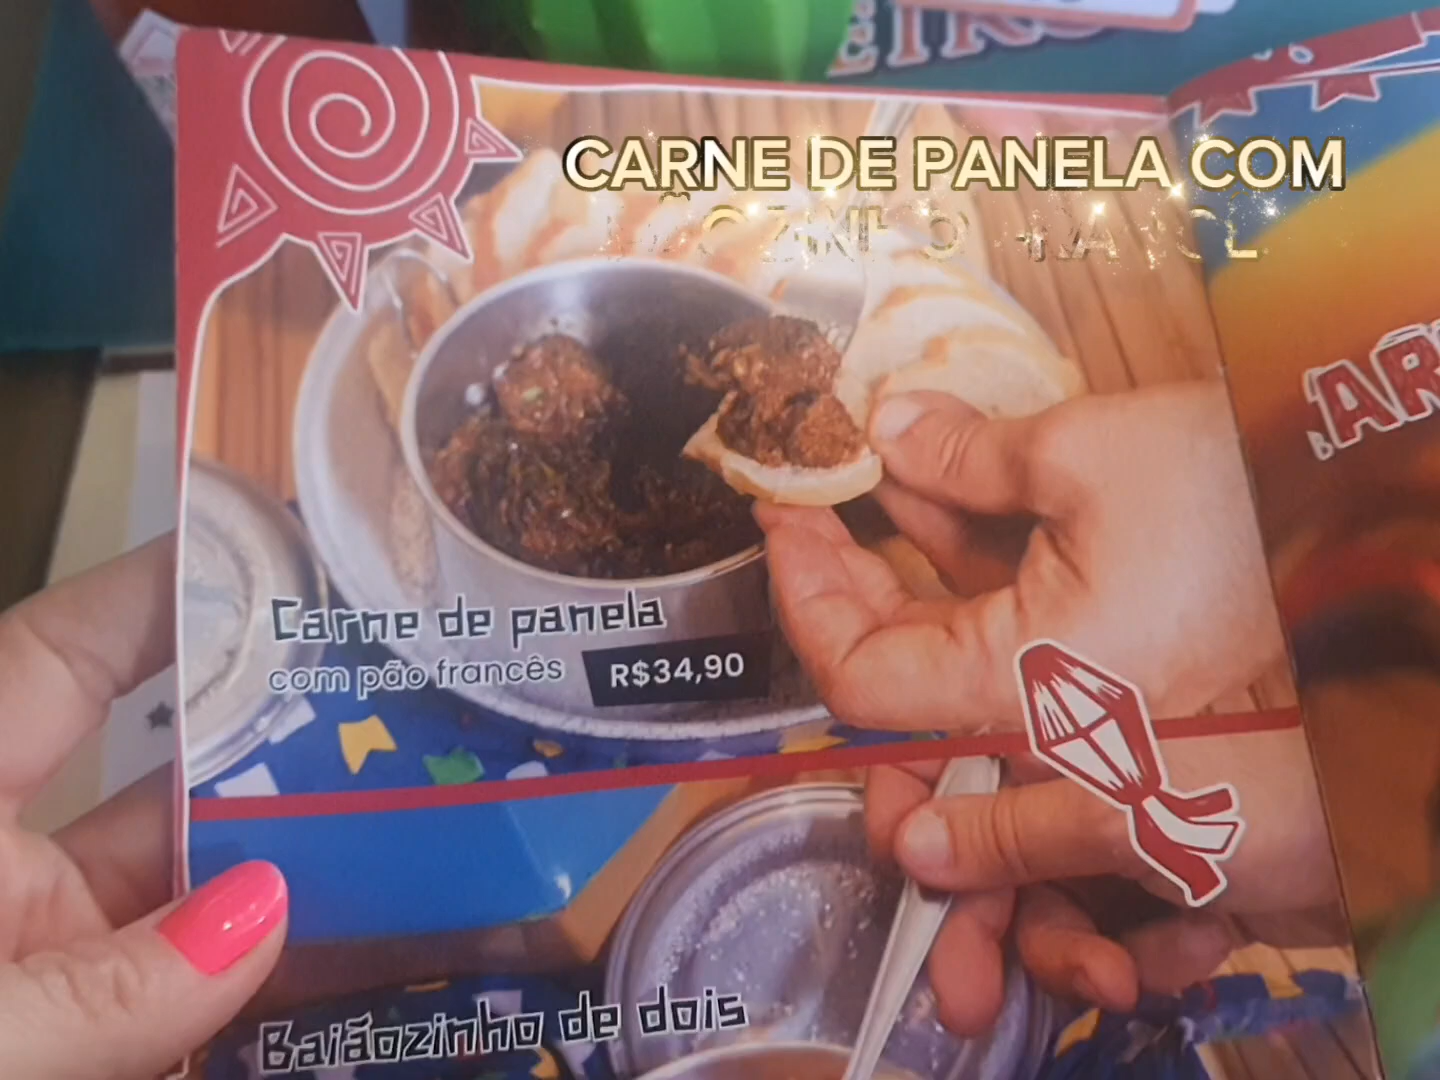 CARNE DE PANELA COM
Carne de panela
com pão francês
R$34,90
Baiãozinho de dois